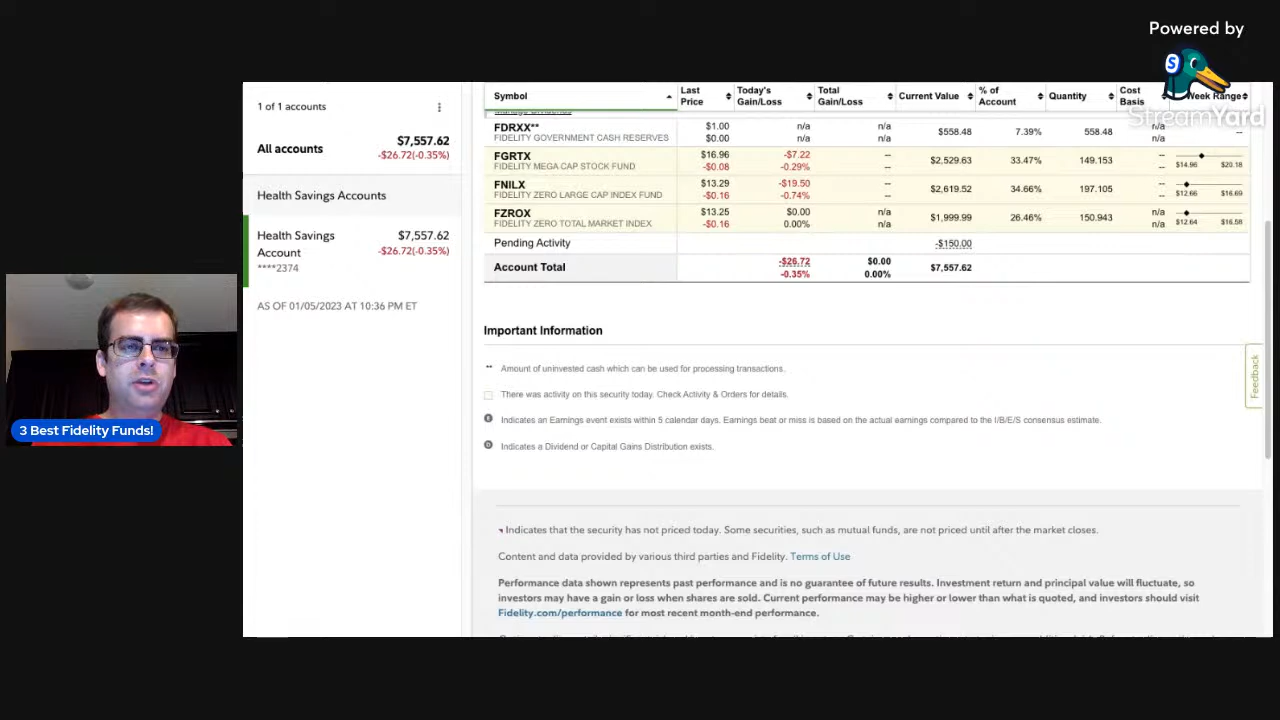 Powered by
S
StreamYard
1 of 1 accounts
All accounts
$7,557.62
-$26.72(-0.35%)
Health Savings Accounts
Health Savings
Account
****2374
$7,557.62
-$26.72(-0.35%)
AS OF 01/05/2023 AT 10:36 PM ET
Symbol Last Price Today's Gain/Loss Total Gain/Loss Current Value % of Account Quantity Cost Basis Week Range
Manage Dividends
FDRXX** $1.00 n/a n/a $558.48 7.39% 558.48 n/a --
FIDELITY GOVERNMENT CASH RESERVES $0.00 n/a n/a n/a
FGRTX $16.96 -$7.22 -- $2,529.63 33.47% 149.153 --
FIDELITY MEGA CAP STOCK FUND -$0.08 -0.29% -- -- $14.96 $20.18
FNILX $13.29 -$19.50 -- $2,619.52 34.66% 197.105 --
FIDELITY ZERO LARGE CAP INDEX FUND -$0.16 -0.74% -- -- $12.66 $16.69
FZROX $13.25 $0.00 n/a $1,999.99 26.46% 150.943 n/a
FIDELITY ZERO TOTAL MARKET INDEX -$0.16 0.00% n/a n/a $12.64 $16.58
Pending Activity -$150.00
Account Total -$26.72 $0.00 $7,557.62
-0.35% 0.00%
Important Information
** Amount of uninvested cash which can be used for processing transactions.
There was activity on this security today. Check Activity & Orders for details.
E Indicates an Earnings event exists within 5 calendar days. Earnings beat or miss is based on the actual earnings compared to the I/B/E/S consensus estimate.
D Indicates a Dividend or Capital Gains Distribution exists.
Feedback
Indicates that the security has not priced today. Some securities, such as mutual funds, are not priced until after the market closes.
Content and data provided by various third parties and Fidelity. Terms of Use
Performance data shown represents past performance and is no guarantee of future results. Investment return and principal value will fluctuate, so
investors may have a gain or loss when shares are sold. Current performance may be higher or lower than what is quoted, and investors should visit
Fidelity.com/performance for most recent month-end performance.
3 Best Fidelity Funds!